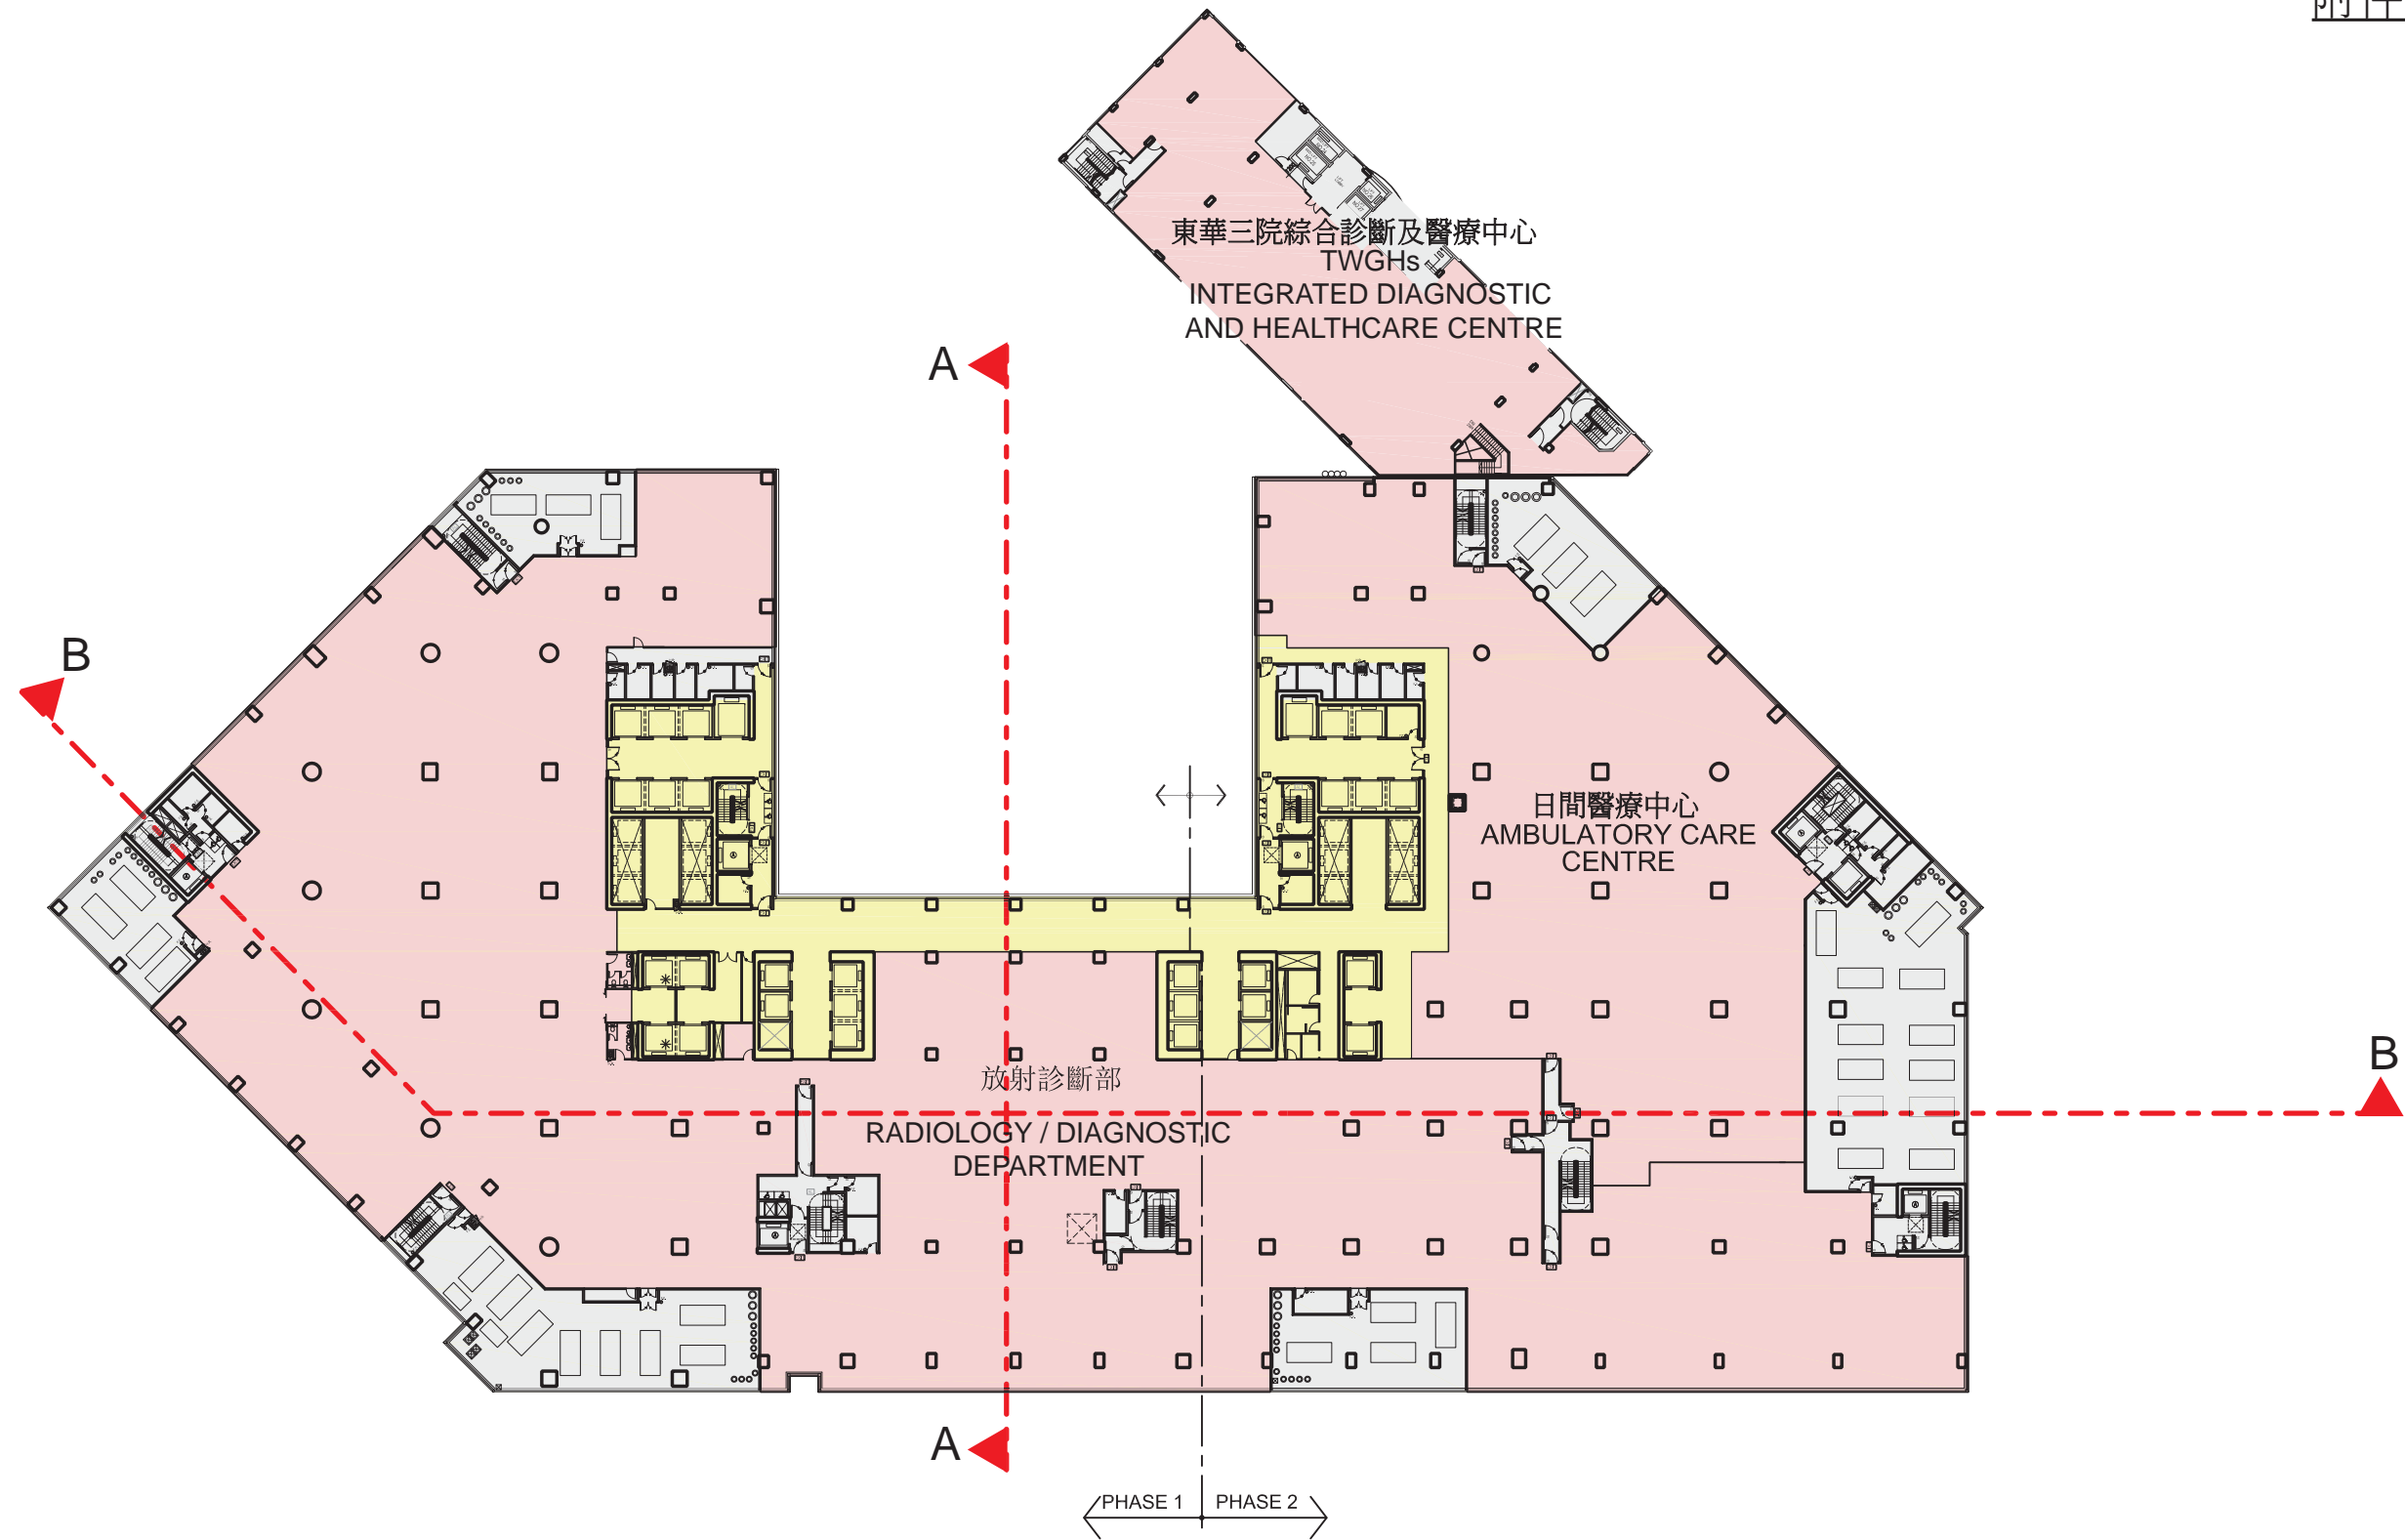 附件
東華三院綜合診斷及醫療中心
TWGHs
INTEGRATED DIAGNOSTIC
AND HEALTHCARE CENTRE
A
B
日間醫療中心
AMBULATORY CARE
CENTRE
B
放射診斷部
RADIOLOGY / DIAGNOSTIC
DEPARTMENT
A
PHASE 1
PHASE 2